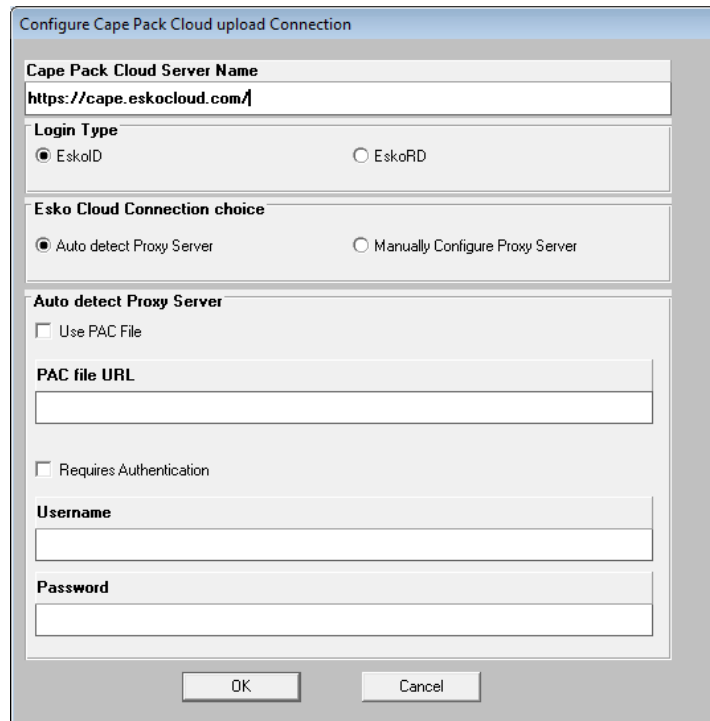 Configure Cape Pack Cloud upload Connection
Cape Pack Cloud Server Name
https://cape.eskocloud.com/
Login Type
EskoID
EskoRD
Esko Cloud Connection choice
Auto detect Proxy Server
Manually Configure Proxy Server
Auto detect Proxy Server
Use PAC File
PAC file URL
Requires Authentication
Username
Password
OK
Cancel